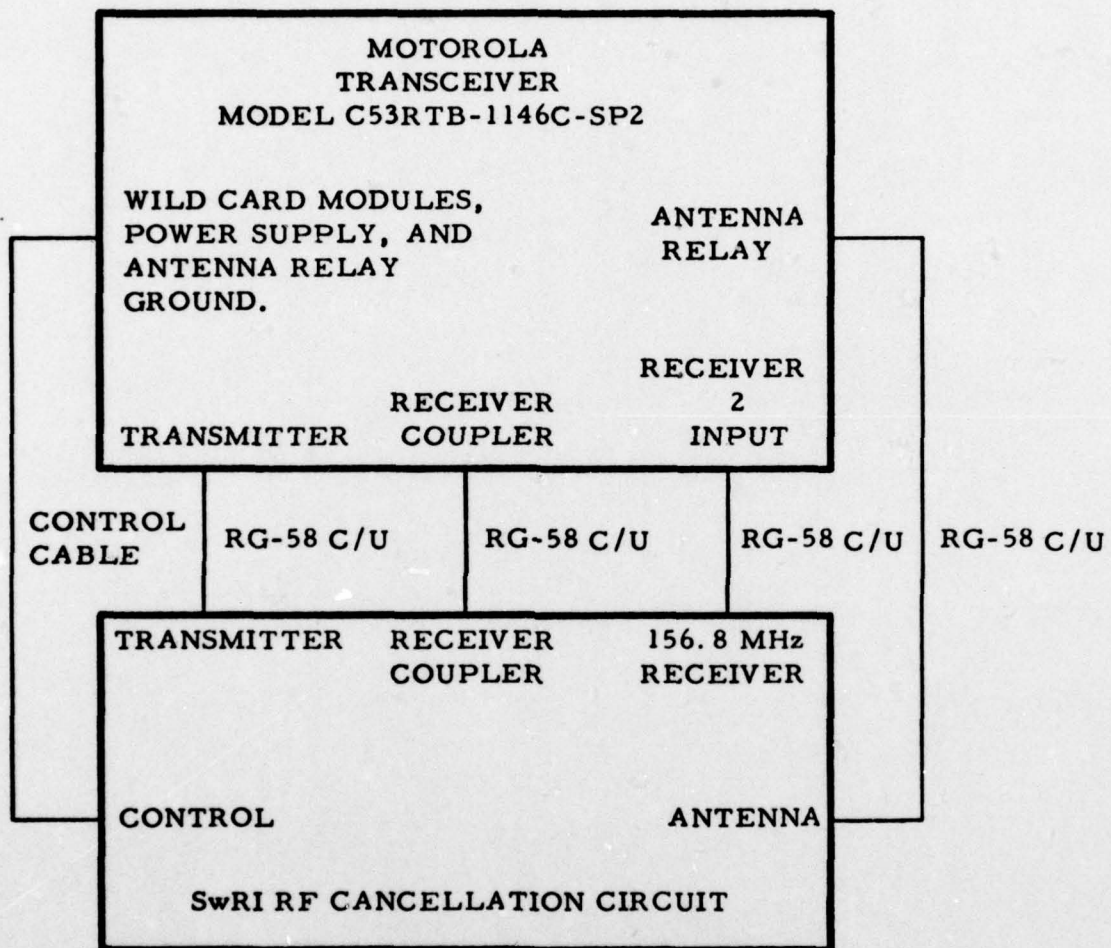 MOTOROLA
TRANSCEIVER
MODEL C53RTB-1146C-SP2
WILD CARD MODULES,
POWER SUPPLY, AND
ANTENNA RELAY
GROUND.
ANTENNA
RELAY
TRANSMITTER
RECEIVER
COUPLER
RECEIVER
2
INPUT
CONTROL
CABLE
RG-58 C/U
RG-58 C/U
RG-58 C/U
RG-58 C/U
TRANSMITTER
RECEIVER
COUPLER
156.8 MHz
RECEIVER
CONTROL
ANTENNA
SwRI RF CANCELLATION CIRCUIT